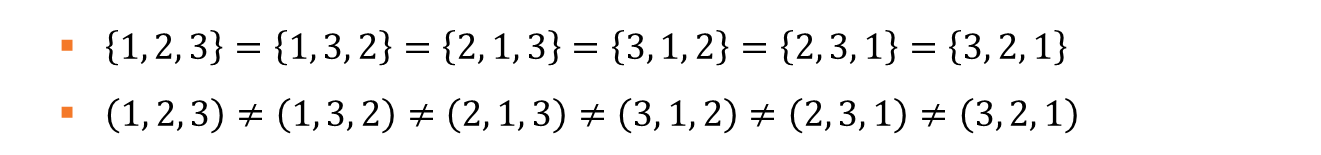 ▪ {1, 2, 3} = {1, 3, 2} = {2, 1, 3} = {3, 1, 2} = {2, 3, 1} = {3, 2, 1}
▪ (1, 2, 3) ≠ (1, 3, 2) ≠ (2, 1, 3) ≠ (3, 1, 2) ≠ (2, 3, 1) ≠ (3, 2, 1)